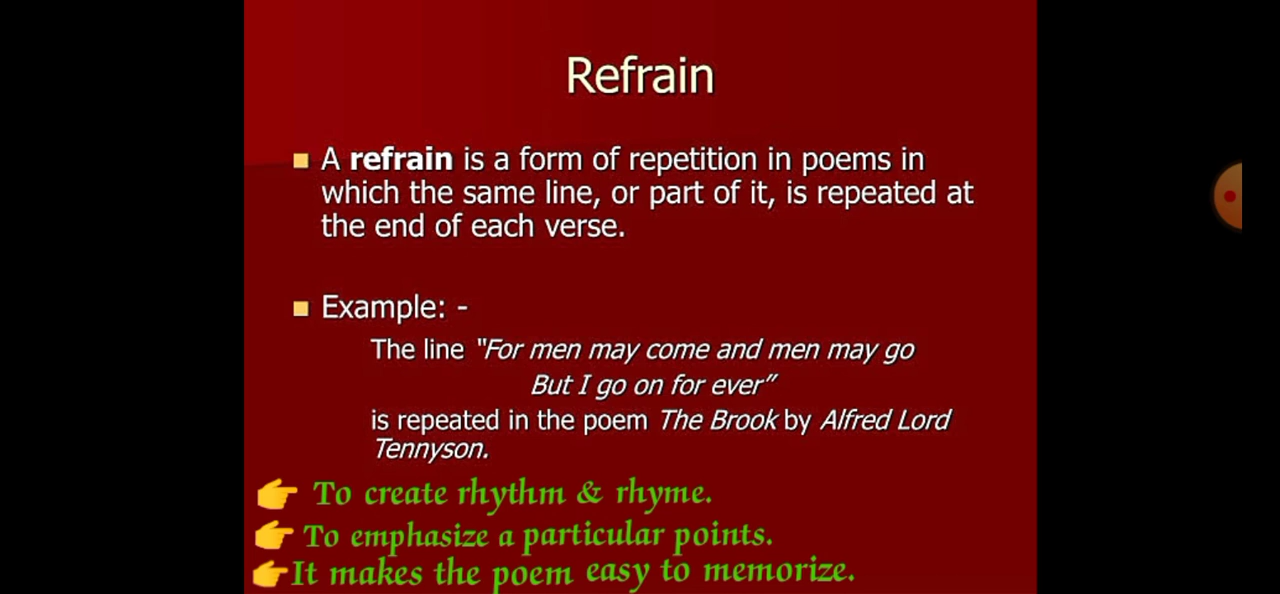 Refrain
A refrain is a form of repetition in poems in
which the same line, or part of it, is repeated at
the end of each verse.
Example: -
The line "For men may come and men may go
But I go on for ever"
is repeated in the poem The Brook by Alfred Lord
Tennyson.
👉 To create rhythm & rhyme.
👉 To emphasize a particular points.
👉 It makes the poem easy to memorize.